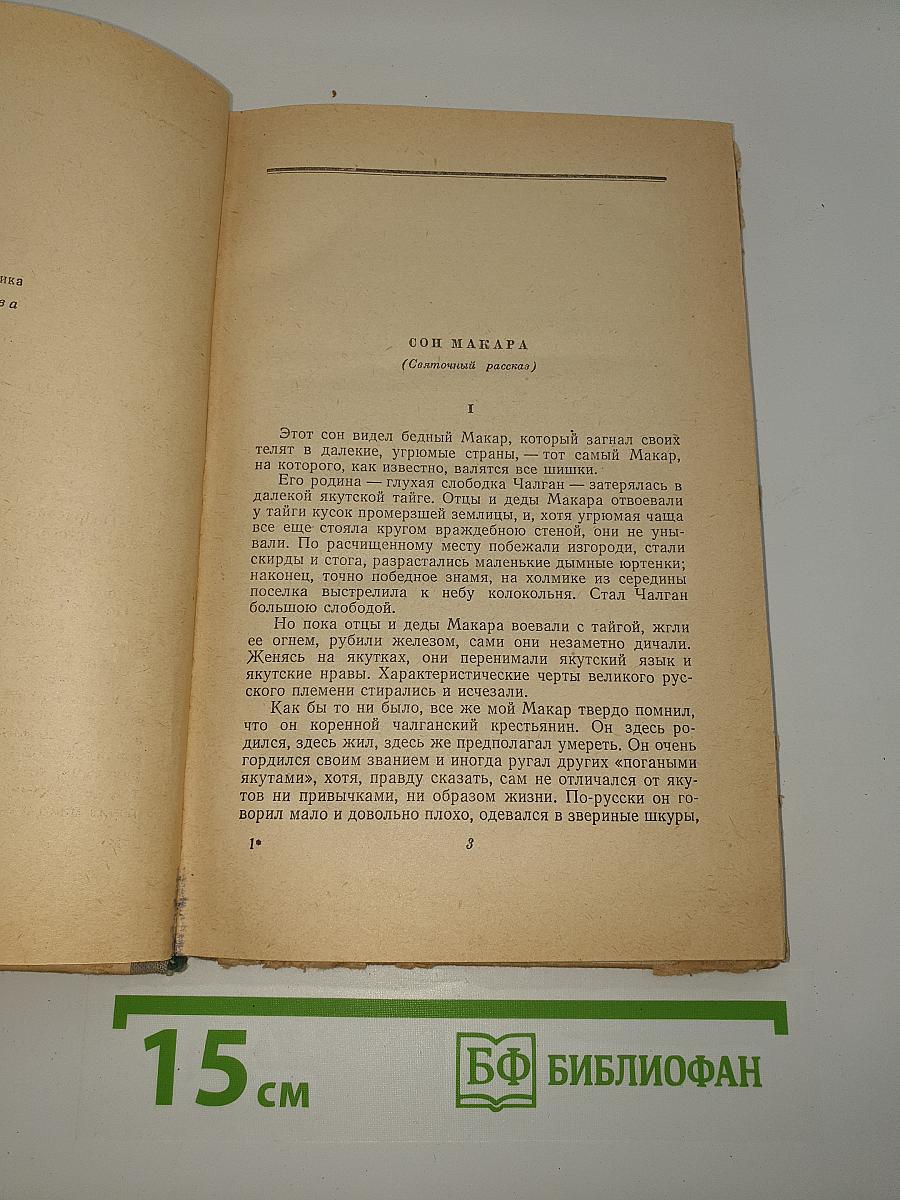 ика
ва
СОН МАКАРА
(Святочный рассказ)
I
Этот сон видел бедный Макар, который загнал своих
телят в далекие, угрюмые страны, — тот самый Макар,
на которого, как известно, валятся все шишки.
Его родина — глухая слободка Чалган — затерялась в
далекой якутской тайге. Отцы и деды Макара отвоевали
у тайги кусок промерзшей землицы, и, хотя угрюмая чаща
все еще стояла кругом враждебною стеной, они не уны-
вали. По расчищенному месту побежали изгороди, стали
скирды и стога, разрастались маленькие дымные юртенки;
наконец, точно победное знамя, на холмике из середины
поселка выстрелила к небу колокольня. Стал Чалган
большою слободой.
Но пока отцы и деды Макара воевали с тайгой, жгли
ее огнем, рубили железом, сами они незаметно дичали.
Женясь на якутках, они перенимали якутский язык и
якутские нравы. Характеристические черты великого рус-
ского племени стирались и исчезали.
Как бы то ни было, все же мой Макар твердо помнил,
что он коренной чалганский крестьянин. Он здесь ро-
дился, здесь жил, здесь же предполагал умереть. Он очень
гордился своим званием и иногда ругал других «погаными
якутами», хотя, правду сказать, сам не отличался от яку-
тов ни привычками, ни образом жизни. По-русски он го-
ворил мало и довольно плохо, одевался в звериные шкуры,
1*
3
15 см
БФ БИБЛИОФАН